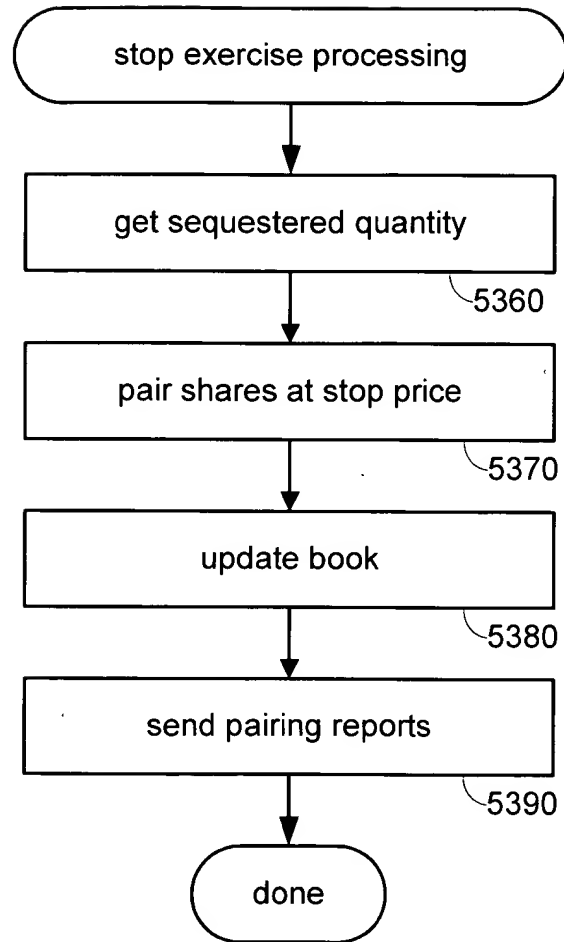 stop exercise processing
get sequestered quantity
5360
pair shares at stop price
5370
update book
5380
send pairing reports
5390
done